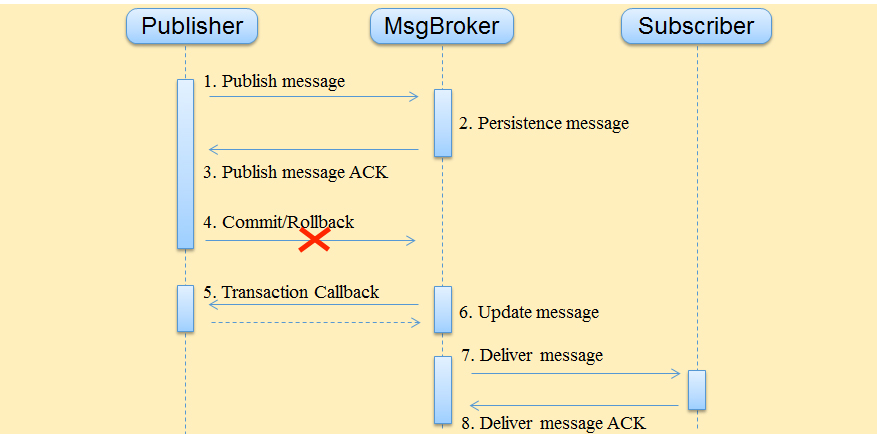 Publisher
MsgBroker
Subscriber
1. Publish message
2. Persistence message
3. Publish message ACK
4. Commit/Rollback
5. Transaction Callback
6. Update message
7. Deliver message
8. Deliver message ACK